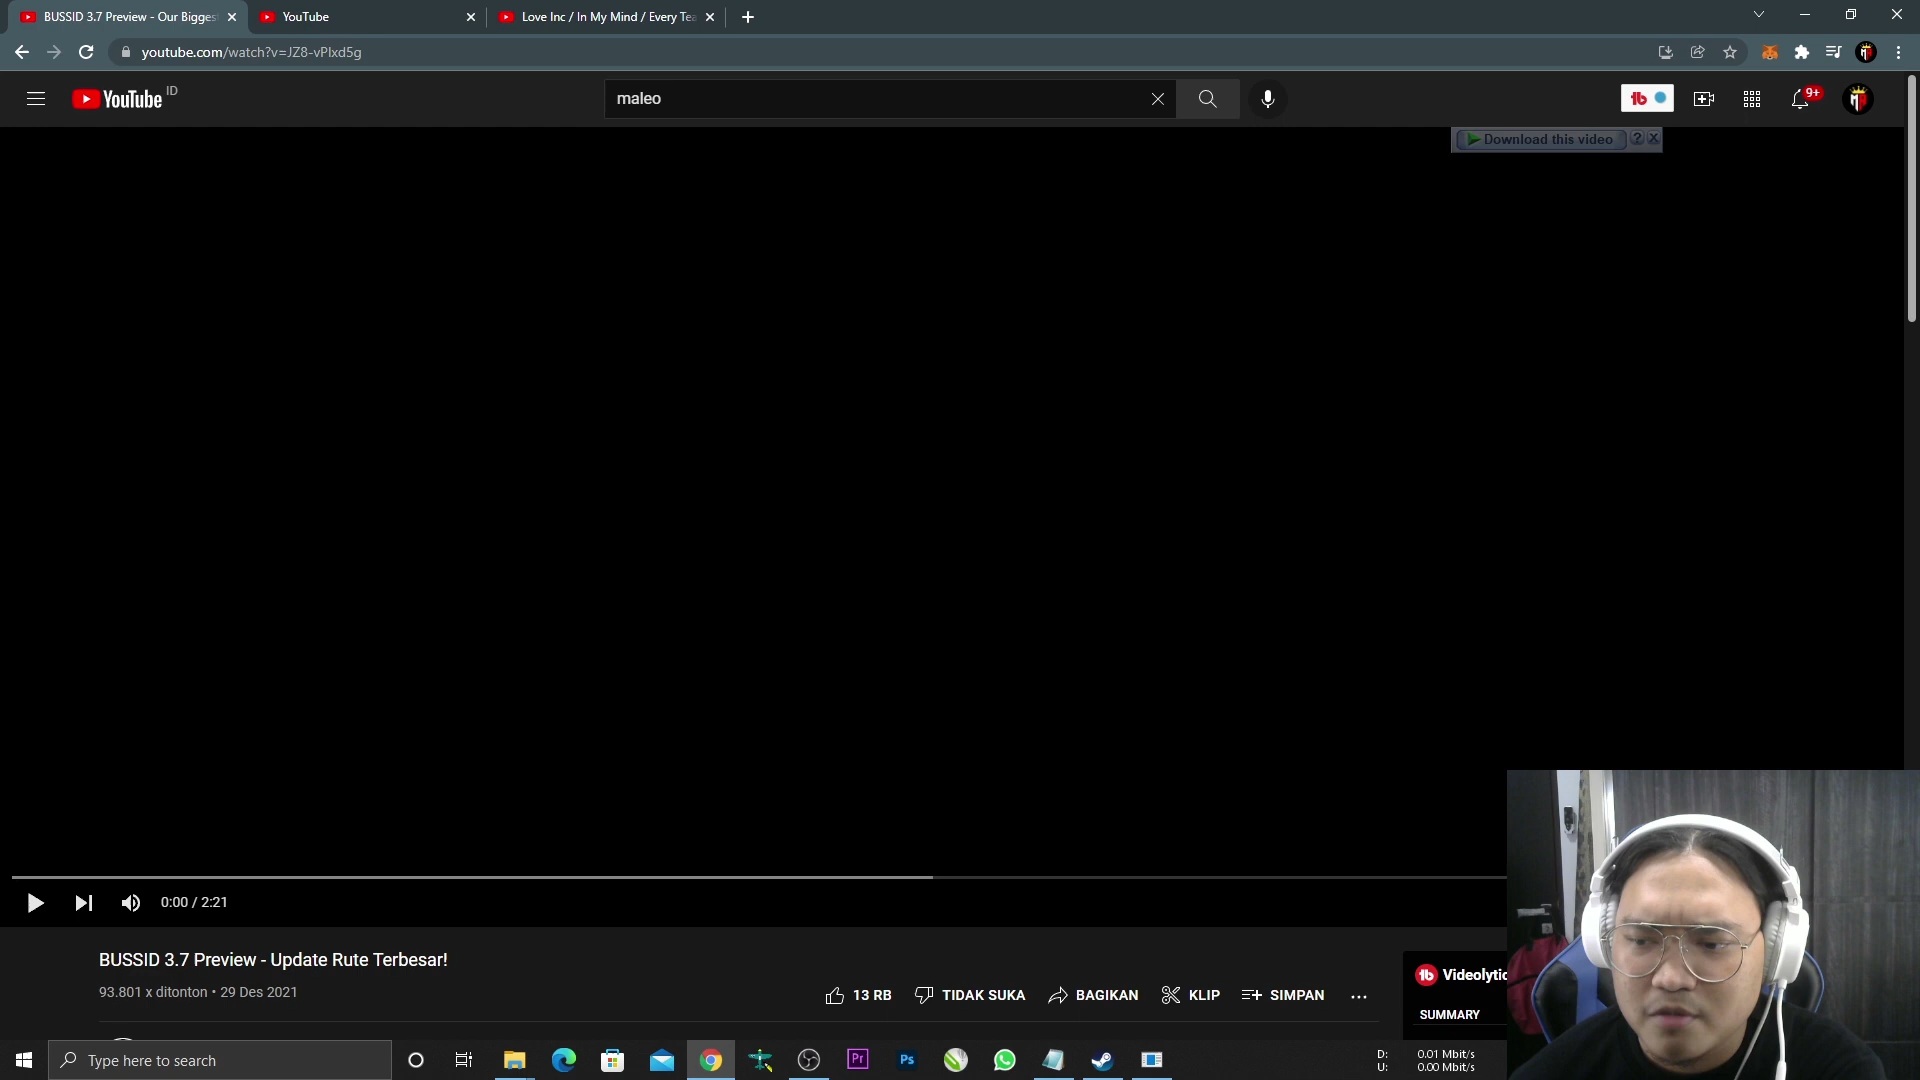 BUSSID 3.7 Preview - Our Bigges
YouTube
Love Inc / In My Mind / Every Tea
youtube.com/watch?v=JZ8-vPlxd5g
YouTube ID
maleo
9+
Download this video
0:00 / 2:21
BUSSID 3.7 Preview - Update Rute Terbesar!
93.801 x ditonton • 29 Des 2021
13 RB
TIDAK SUKA
BAGIKAN
KLIP
SIMPAN
Videolytic
SUMMARY
Type here to search
Pr
Ps
D: 0.01 Mbit/s
U: 0.00 Mbit/s